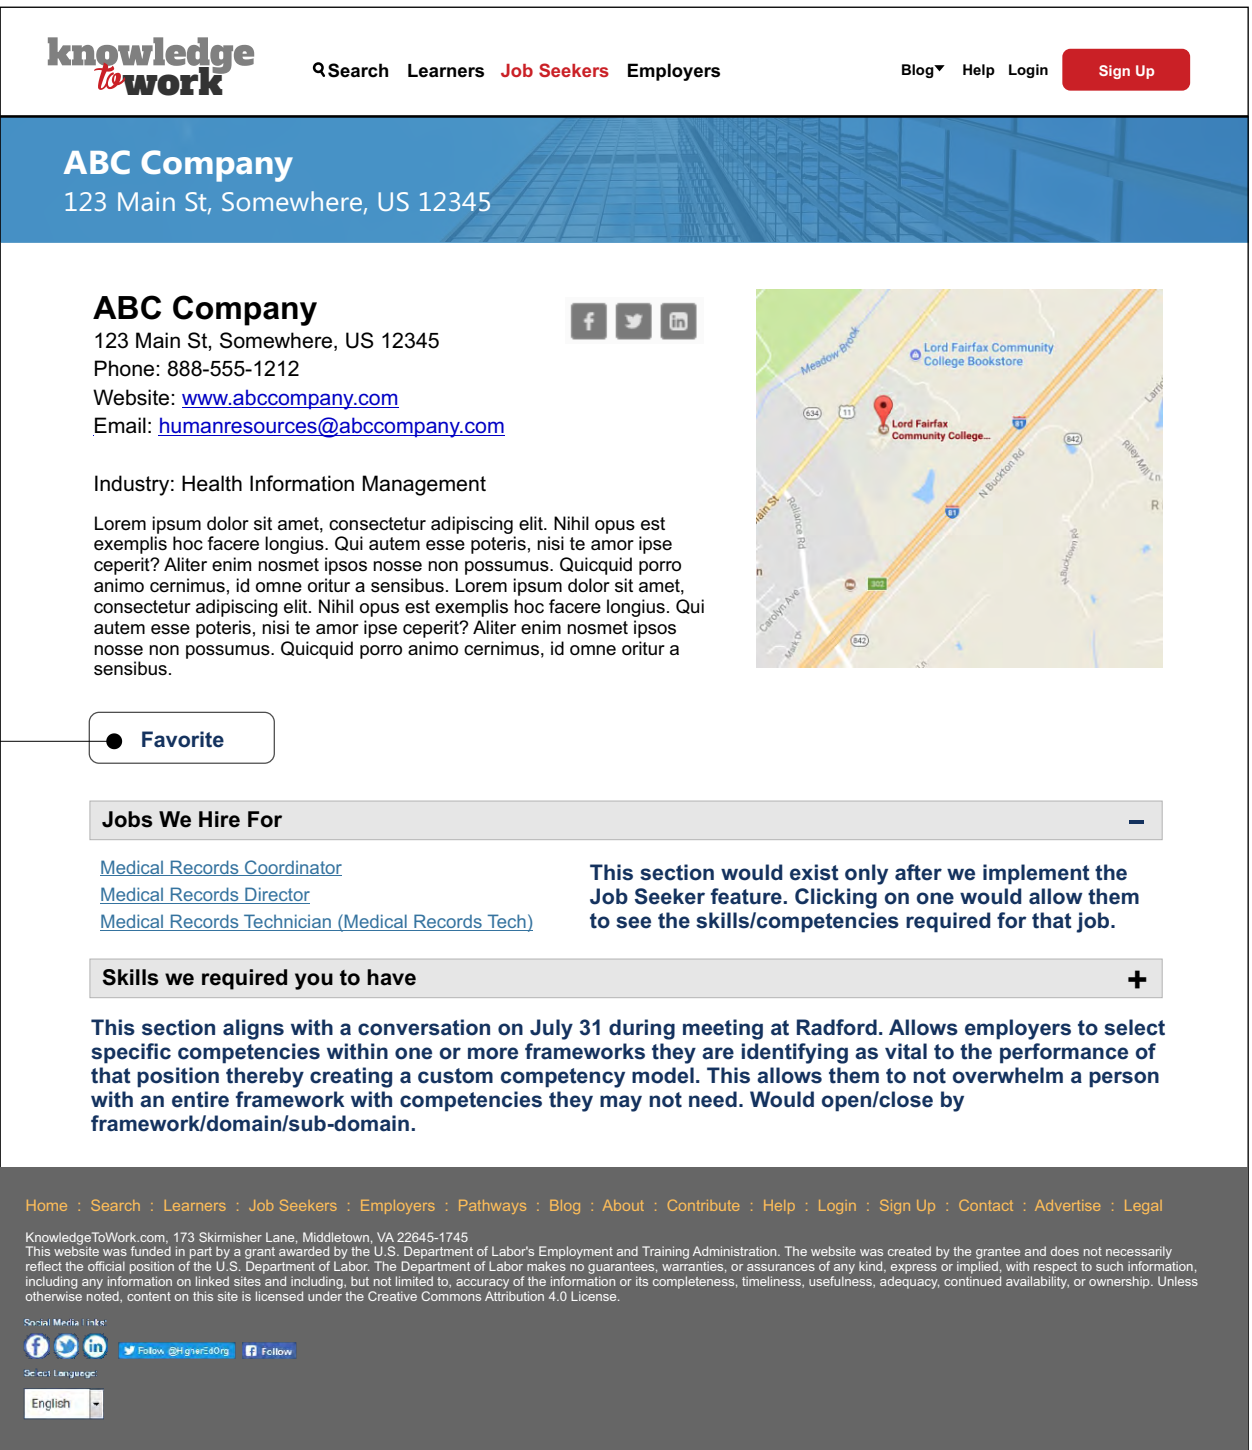 knowledge
to work
Search Learners Job Seekers Employers Blog Help Login Sign Up
ABC Company
123 Main St, Somewhere, US 12345
ABC Company
123 Main St, Somewhere, US 12345
Phone: 888-555-1212
Website: www.abccompany.com
Email: humanresources@abccompany.com
Industry: Health Information Management
Lorem ipsum dolor sit amet, consectetur adipiscing elit. Nihil opus est
exemplis hoc facere longius. Qui autem esse poteris, nisi te amor ipse
ceperit? Aliter enim nosmet ipsos nosse non possumus. Quicquid porro
animo cernimus, id omne oritur a sensibus. Lorem ipsum dolor sit amet,
consectetur adipiscing elit. Nihil opus est exemplis hoc facere longius. Qui
autem esse poteris, nisi te amor ipse ceperit? Aliter enim nosmet ipsos
nosse non possumus. Quicquid porro animo cernimus, id omne oritur a
sensibus.
Meadow Brook
Lord Fairfax Community
College Bookstore
634
11
Lord Fairfax
Community College...
81
842
Riley Mill Ln
N Buckton Rd
81
Reliance Rd
302
Carolyn Ave
Mark Dr
842
Favorite
Jobs We Hire For
Medical Records Coordinator
Medical Records Director
Medical Records Technician (Medical Records Tech)
This section would exist only after we implement the
Job Seeker feature. Clicking on one would allow them
to see the skills/competencies required for that job.
Skills we required you to have
This section aligns with a conversation on July 31 during meeting at Radford. Allows employers to select
specific competencies within one or more frameworks they are identifying as vital to the performance of
that position thereby creating a custom competency model. This allows them to not overwhelm a person
with an entire framework with competencies they may not need. Would open/close by
framework/domain/sub-domain.
Home : Search : Learners : Job Seekers : Employers : Pathways : Blog : About : Contribute : Help : Login : Sign Up : Contact : Advertise : Legal
KnowledgeToWork.com, 173 Skirmisher Lane, Middletown, VA 22645-1745
This website was funded in part by a grant awarded by the U.S. Department of Labor's Employment and Training Administration. The website was created by the grantee and does not necessarily
reflect the official position of the U.S. Department of Labor. The Department of Labor makes no guarantees, warranties, or assurances of any kind, express or implied, with respect to such information,
including any information on linked sites and including, but not limited to, accuracy of the information or its completeness, timeliness, usefulness, adequacy, continued availability, or ownership. Unless
otherwise noted, content on this site is licensed under the Creative Commons Attribution 4.0 License.
Social Media Links:
Follow @HigherEdOrg Follow
Select Language:
English